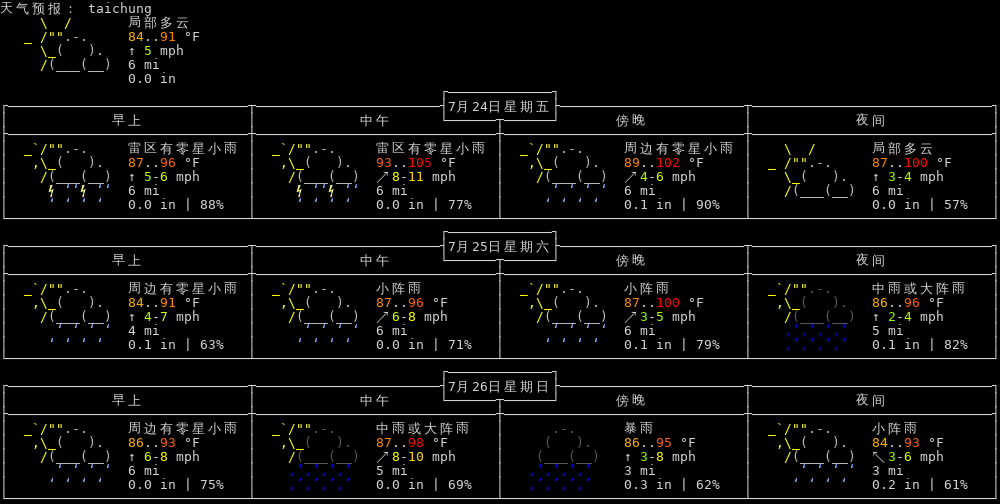 天气预报： taichung
局部多云
84..91 °F
↑ 5 mph
6 mi
0.0 in
7月24日星期五
早上 中午 傍晚 夜间
雷区有零星小雨 雷区有零星小雨 周边有零星小雨 局部多云
87..96 °F 93..105 °F 89..102 °F 87..100 °F
↑ 5-6 mph ↗ 8-11 mph ↗ 4-6 mph ↑ 3-4 mph
6 mi 6 mi 6 mi 6 mi
0.0 in | 88% 0.0 in | 77% 0.1 in | 90% 0.0 in | 57%
7月25日星期六
早上 中午 傍晚 夜间
周边有零星小雨 小阵雨 小阵雨 中雨或大阵雨
84..91 °F 87..96 °F 87..100 °F 86..96 °F
↑ 4-7 mph ↗ 6-8 mph ↗ 3-5 mph ↑ 2-4 mph
4 mi 6 mi 6 mi 5 mi
0.1 in | 63% 0.0 in | 71% 0.1 in | 79% 0.1 in | 82%
7月26日星期日
早上 中午 傍晚 夜间
周边有零星小雨 中雨或大阵雨 暴雨 小阵雨
86..93 °F 87..98 °F 86..95 °F 84..93 °F
↑ 6-8 mph ↗ 8-10 mph ↑ 3-8 mph ↖ 3-6 mph
6 mi 5 mi 3 mi 3 mi
0.0 in | 75% 0.0 in | 69% 0.3 in | 62% 0.2 in | 61%